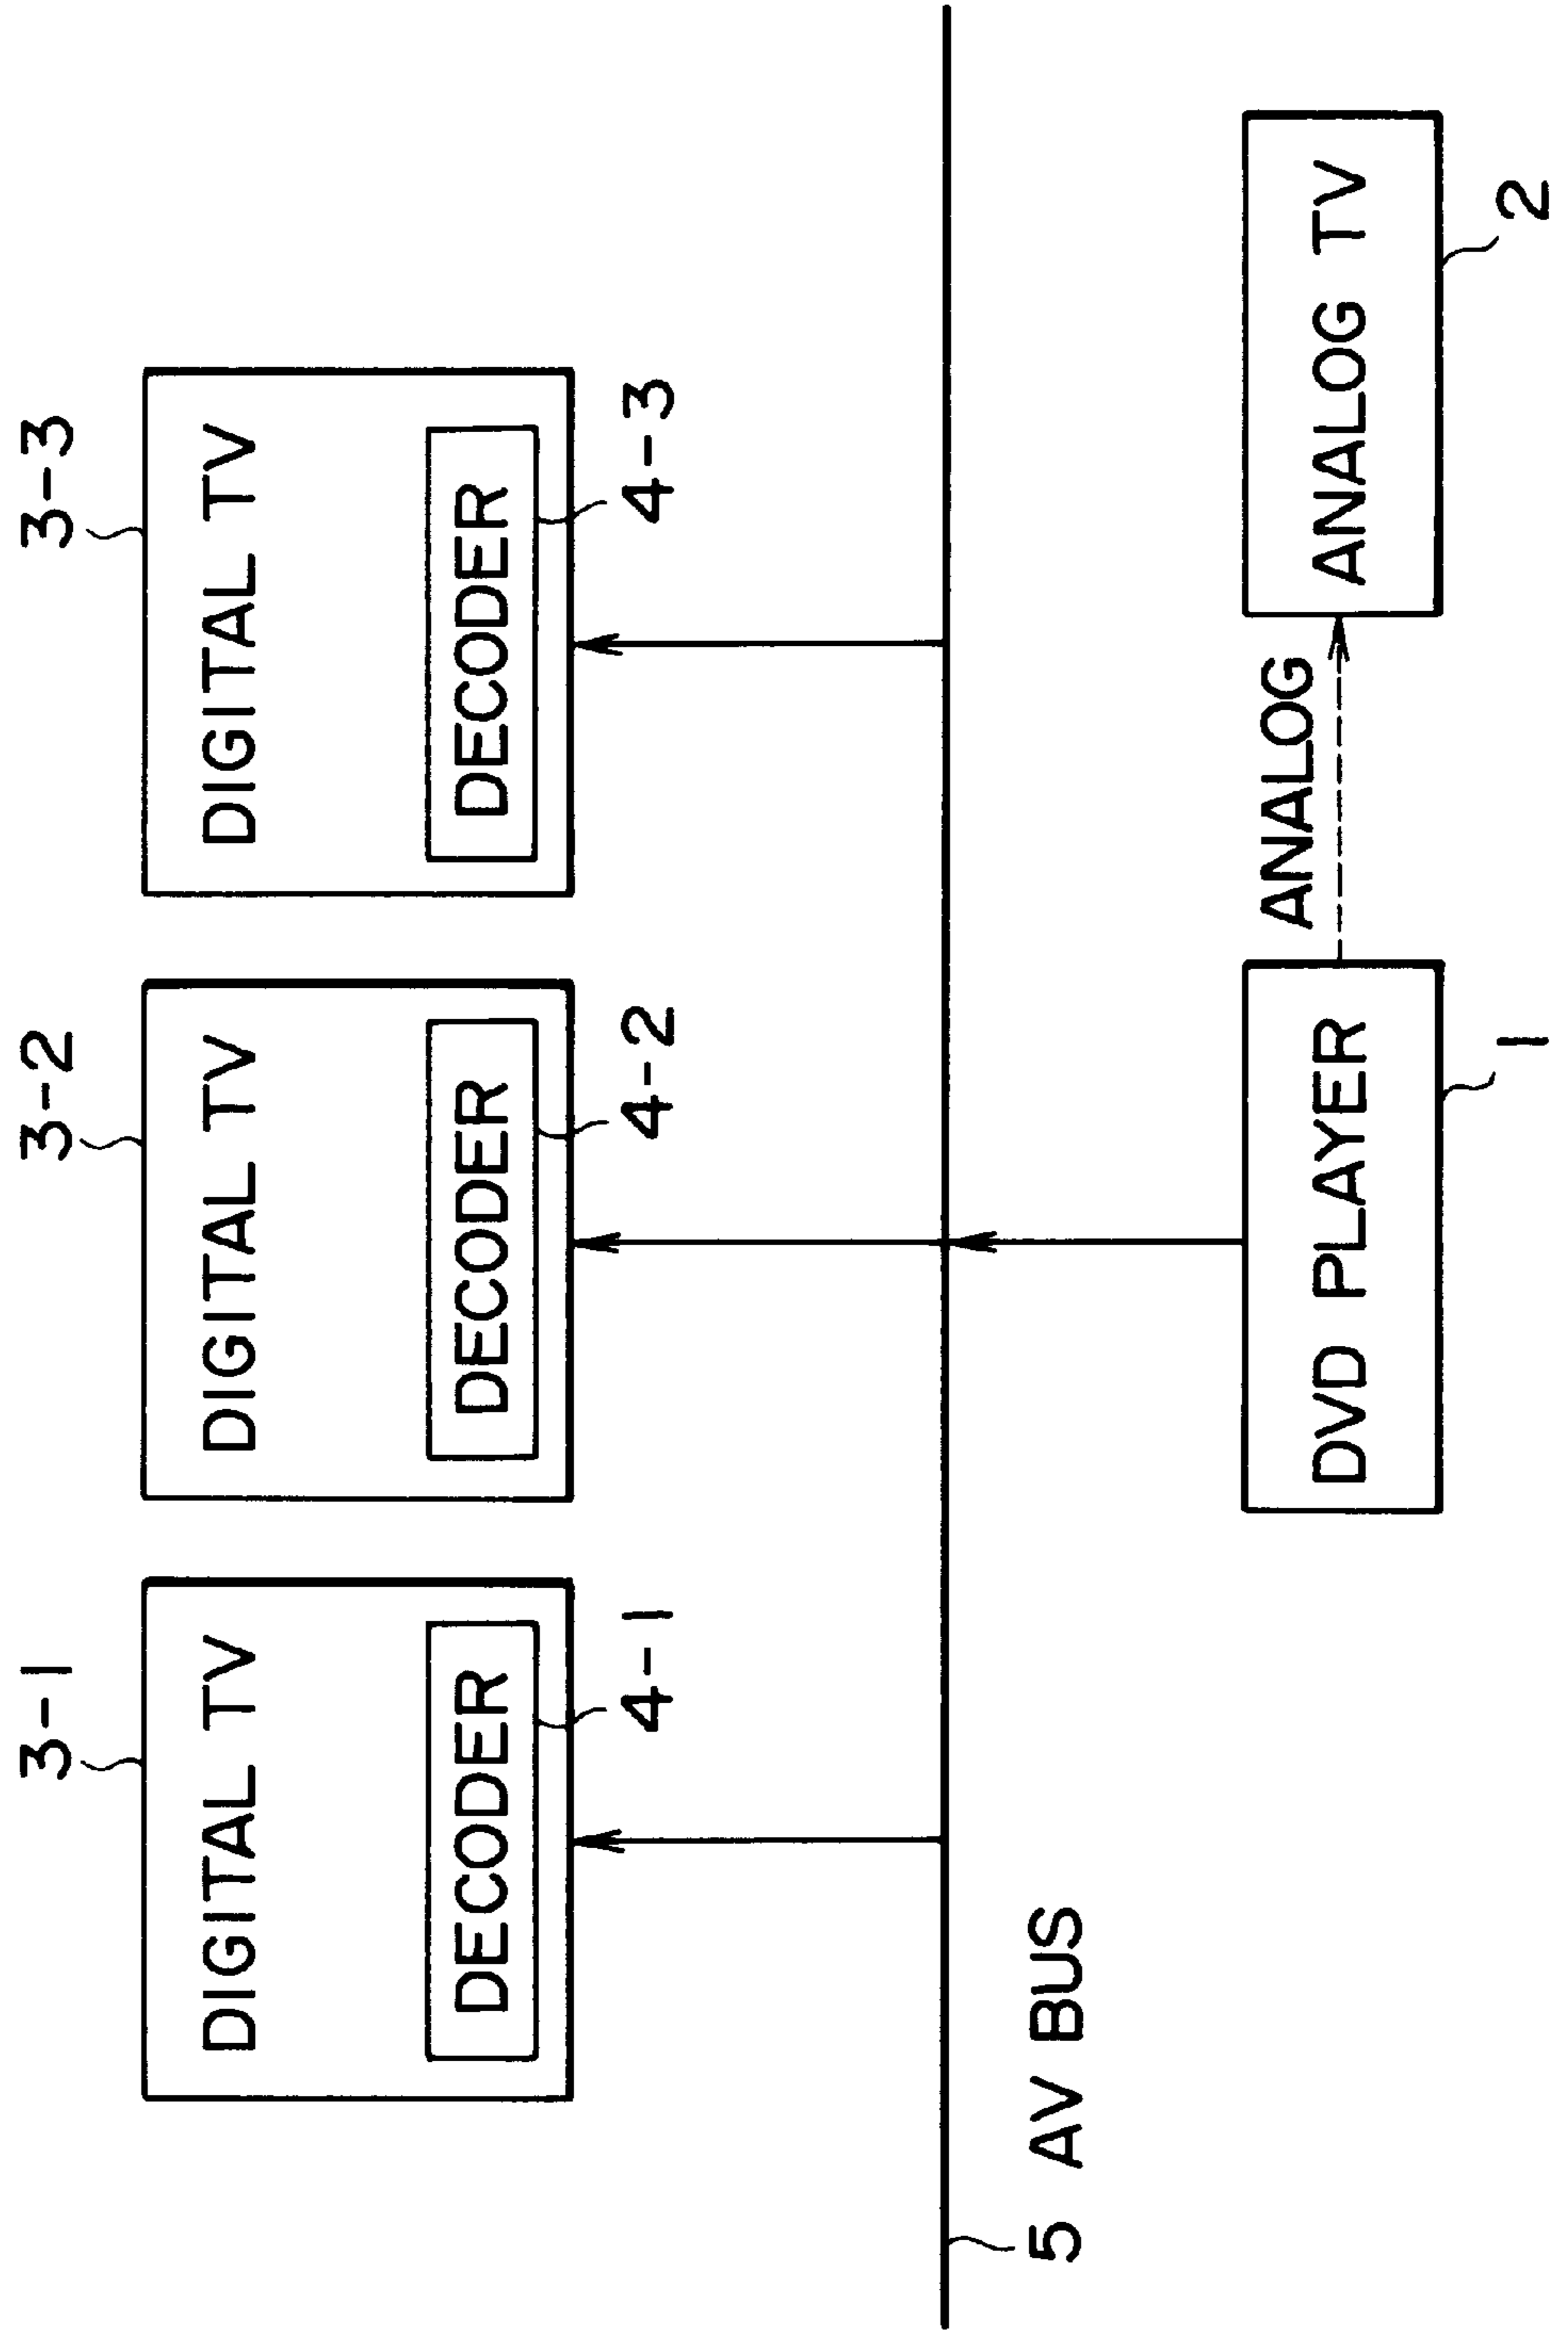 3-1
3-2
3-3
DIGITAL TV
DIGITAL TV
DIGITAL TV
DECODER
DECODER
DECODER
4-1
4-2
4-3
5 AV BUS
ANALOG
DVD PLAYER
ANALOG TV
1
2